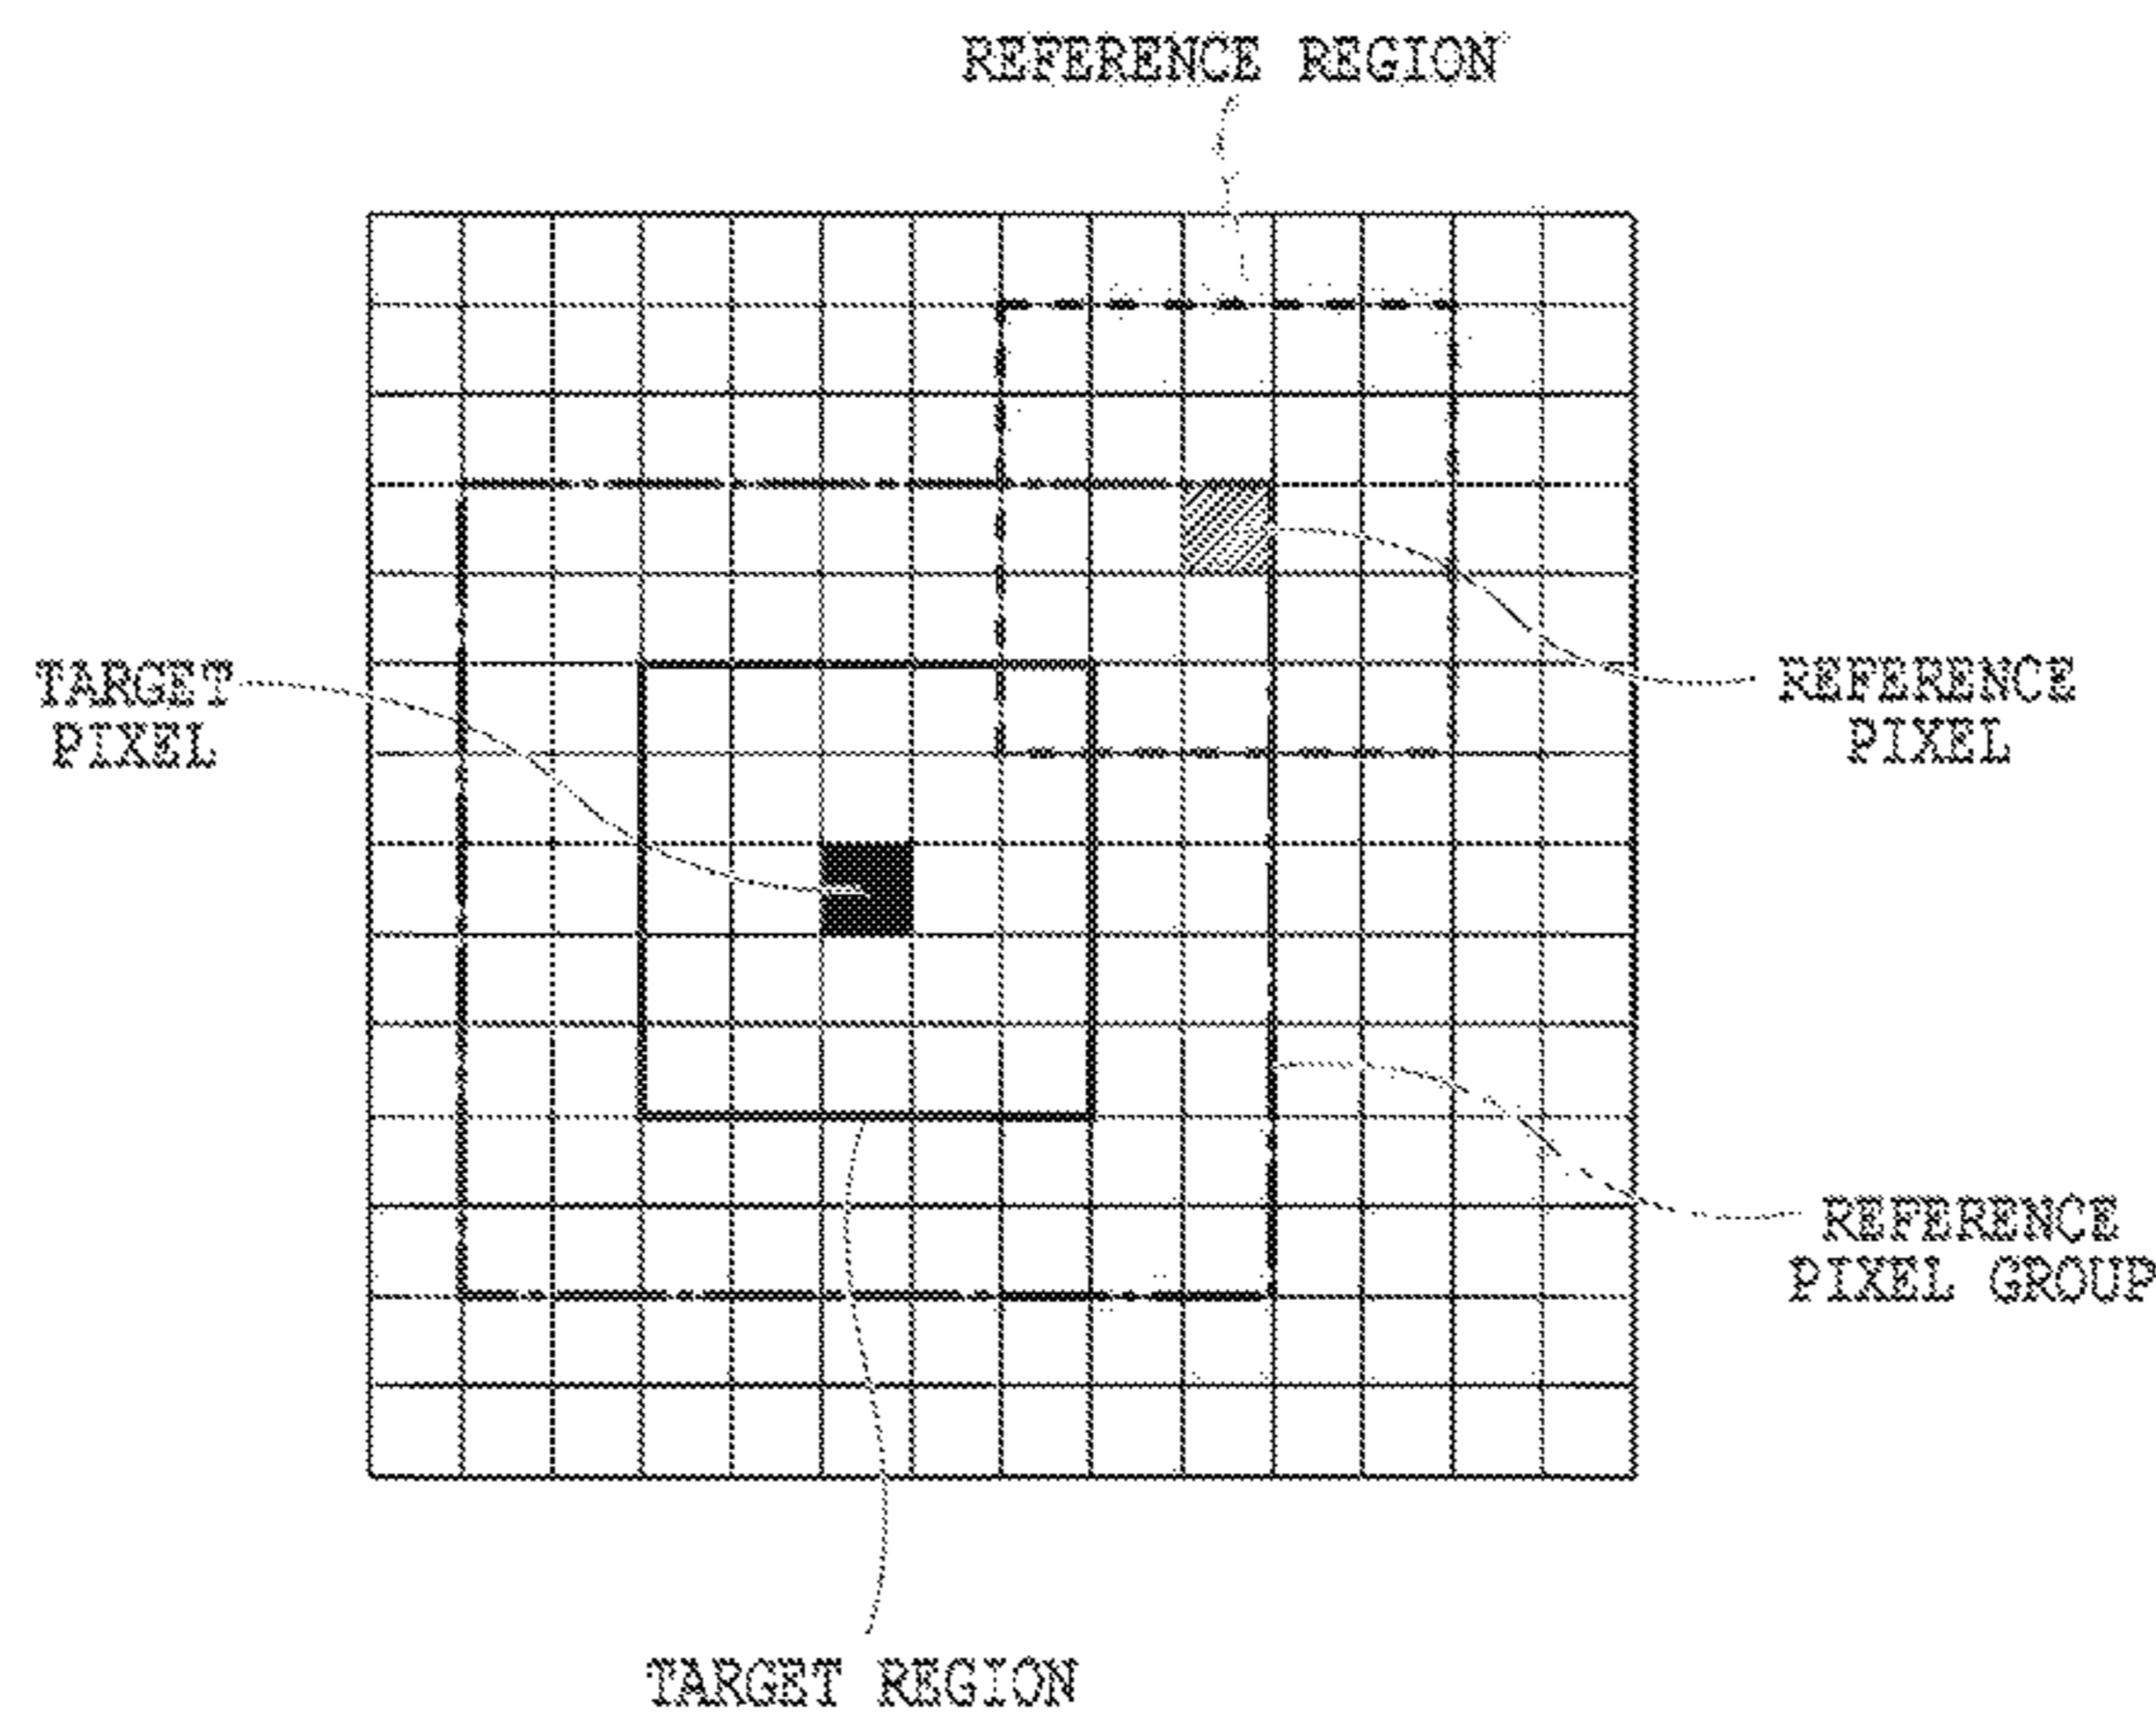 REFERENCE REGION
TARGET
PIXEL
REFERENCE
PIXEL
REFERENCE
PIXEL GROUP
TARGET REGION